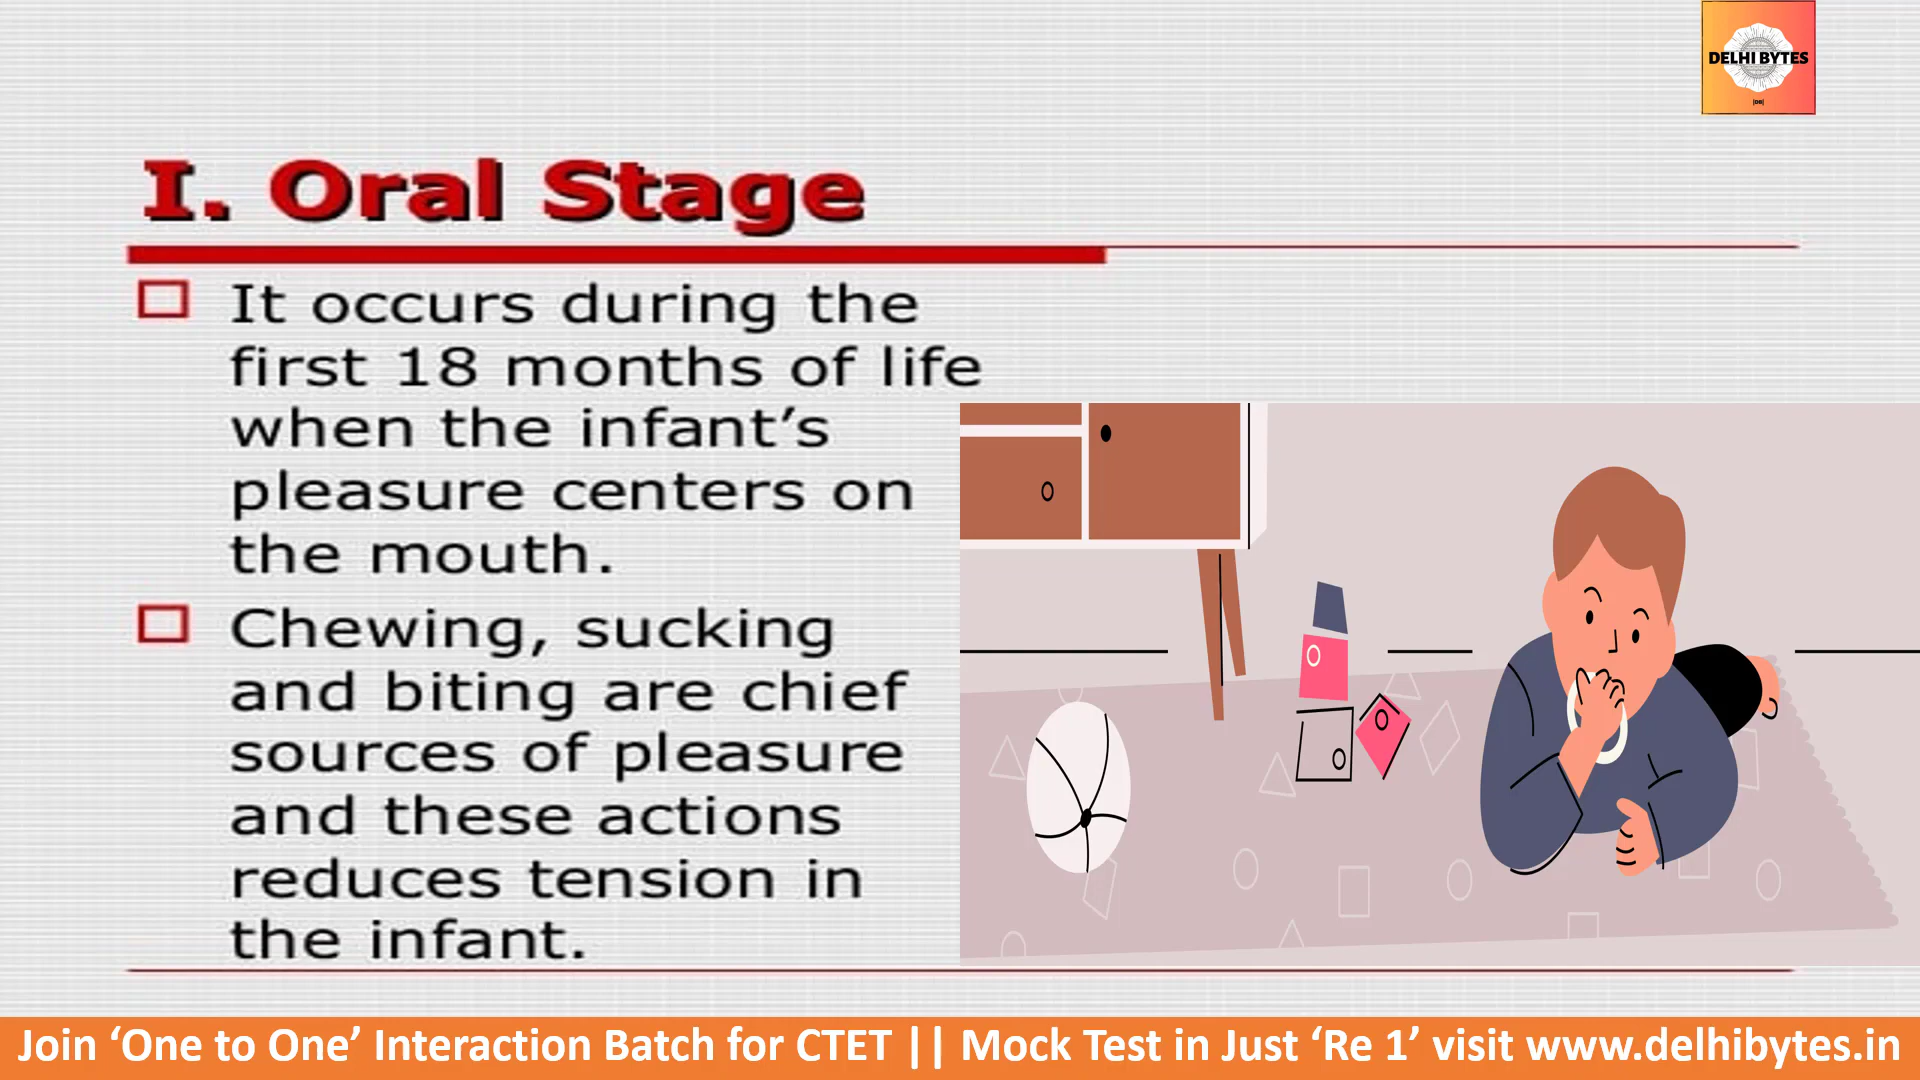 DELHI BYTES
|DB|
I. Oral Stage
It occurs during the
first 18 months of life
when the infant’s
pleasure centers on
the mouth.
Chewing, sucking
and biting are chief
sources of pleasure
and these actions
reduces tension in
the infant.
Join ‘One to One’ Interaction Batch for CTET || Mock Test in Just ‘Re 1’ visit www.delhibytes.in